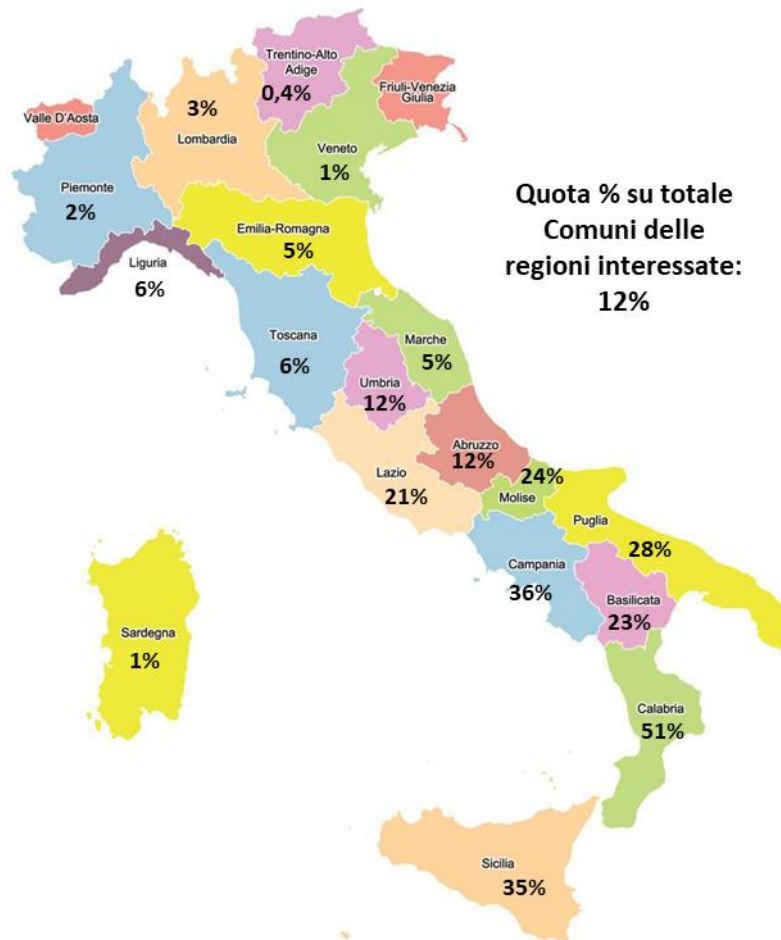 Trentino-Alto
Adige
0,4%
Friuli-Venezia
Giulia
Valle D'Aosta
3%
Lombardia
Veneto
1%
Piemonte
2%
Quota % su totale
Comuni delle
regioni interessate:
12%
Emilia-Romagna
5%
Liguria
6%
Toscana
6%
Marche
5%
Umbria
12%
Abruzzo
12%
Lazio
21%
24%
Molise
Puglia
28%
Campania
36%
Basilicata
23%
Sardegna
1%
Calabria
51%
Sicilia
35%